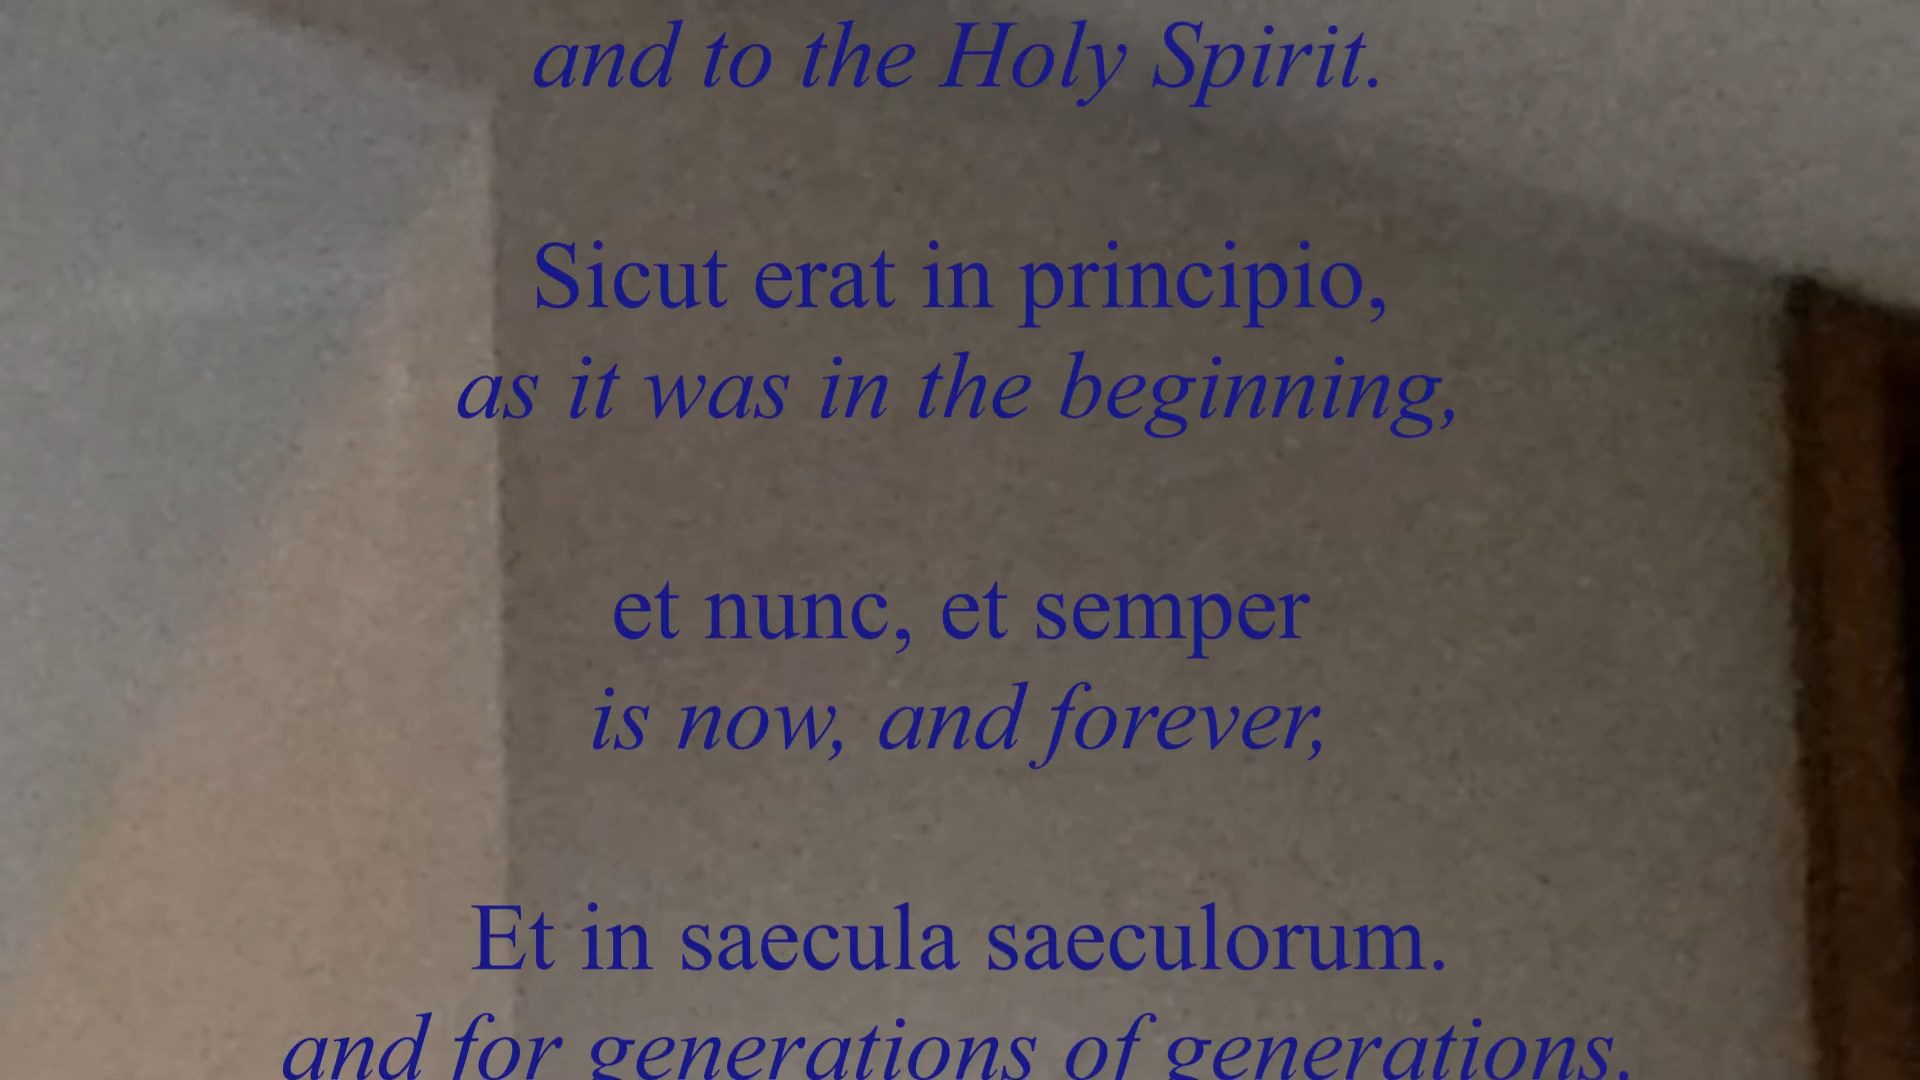 and to the Holy Spirit.
Sicut erat in principio,
as it was in the beginning,
et nunc, et semper
is now, and forever,
Et in saecula saeculorum.
and for generations of generations.